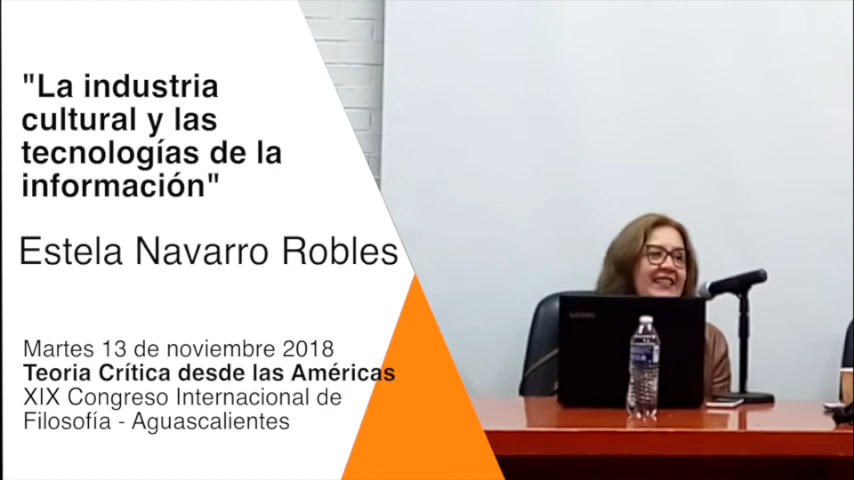 "La industria
cultural y las
tecnologías de la
información"
Estela Navarro Robles
Martes 13 de noviembre 2018
Teoria Crítica desde las Américas
XIX Congreso Internacional de
Filosofía - Aguascalientes